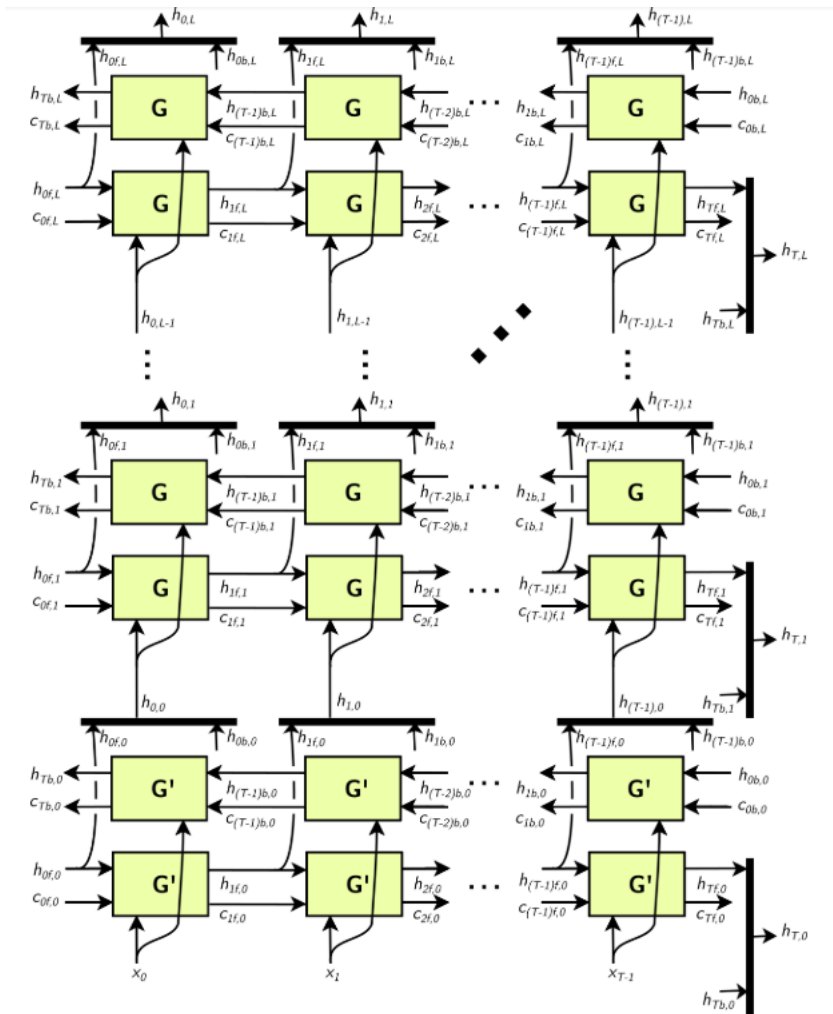 h0,L h1,L h(T-1),L
h0f,L h0b,L h1f,L h1b,L h(T-1)f,L h(T-1)b,L
hTb,L G h(T-1)b,L G h(T-2)b,L ... h1b,L G h0b,L
cTb,L c(T-1)b,L c(T-2)b,L c1b,L c0b,L
h0f,L G h1f,L G h2f,L ... h(T-1)f,L G hTf,L
c0f,L c1f,L c2f,L c(T-1)f,L cTf,L
hT,L
h0,L-1 h1,L-1 h(T-1),L-1 hTb,L
h0,1 h1,1 h(T-1),1
h0f,1 h0b,1 h1f,1 h1b,1 h(T-1)f,1 h(T-1)b,1
hTb,1 G h(T-1)b,1 G h(T-2)b,1 ... h1b,1 G h0b,1
cTb,1 c(T-1)b,1 c(T-2)b,1 c1b,1 c0b,1
h0f,1 G h1f,1 G h2f,1 ... h(T-1)f,1 G hTf,1
c0f,1 c1f,1 c2f,1 c(T-1)f,1 cTf,1
hT,1
h0,0 h1,0 h(T-1),0 hTb,1
h0f,0 h0b,0 h1f,0 h1b,0 h(T-1)f,0 h(T-1)b,0
hTb,0 G' h(T-1)b,0 G' h(T-2)b,0 ... h1b,0 G' h0b,0
cTb,0 c(T-1)b,0 c(T-2)b,0 c1b,0 c0b,0
h0f,0 G' h1f,0 G' h2f,0 ... h(T-1)f,0 G' hTf,0
c0f,0 c1f,0 c2f,0 c(T-1)f,0 cTf,0
hT,0
x0 x1 xT-1 hTb,0